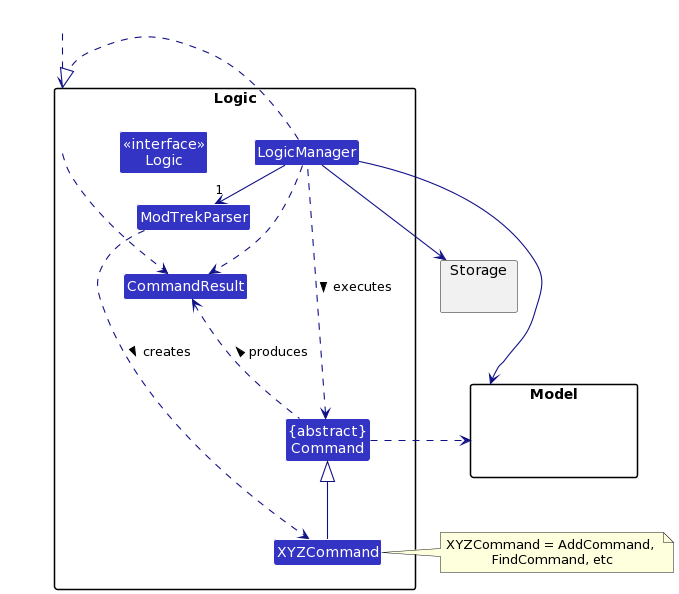 Logic
«interface»
Logic
LogicManager
1
ModTrekParser
Storage
CommandResult
executes
creates
produces
Model
{abstract}
Command
XYZCommand
XYZCommand = AddCommand,
FindCommand, etc